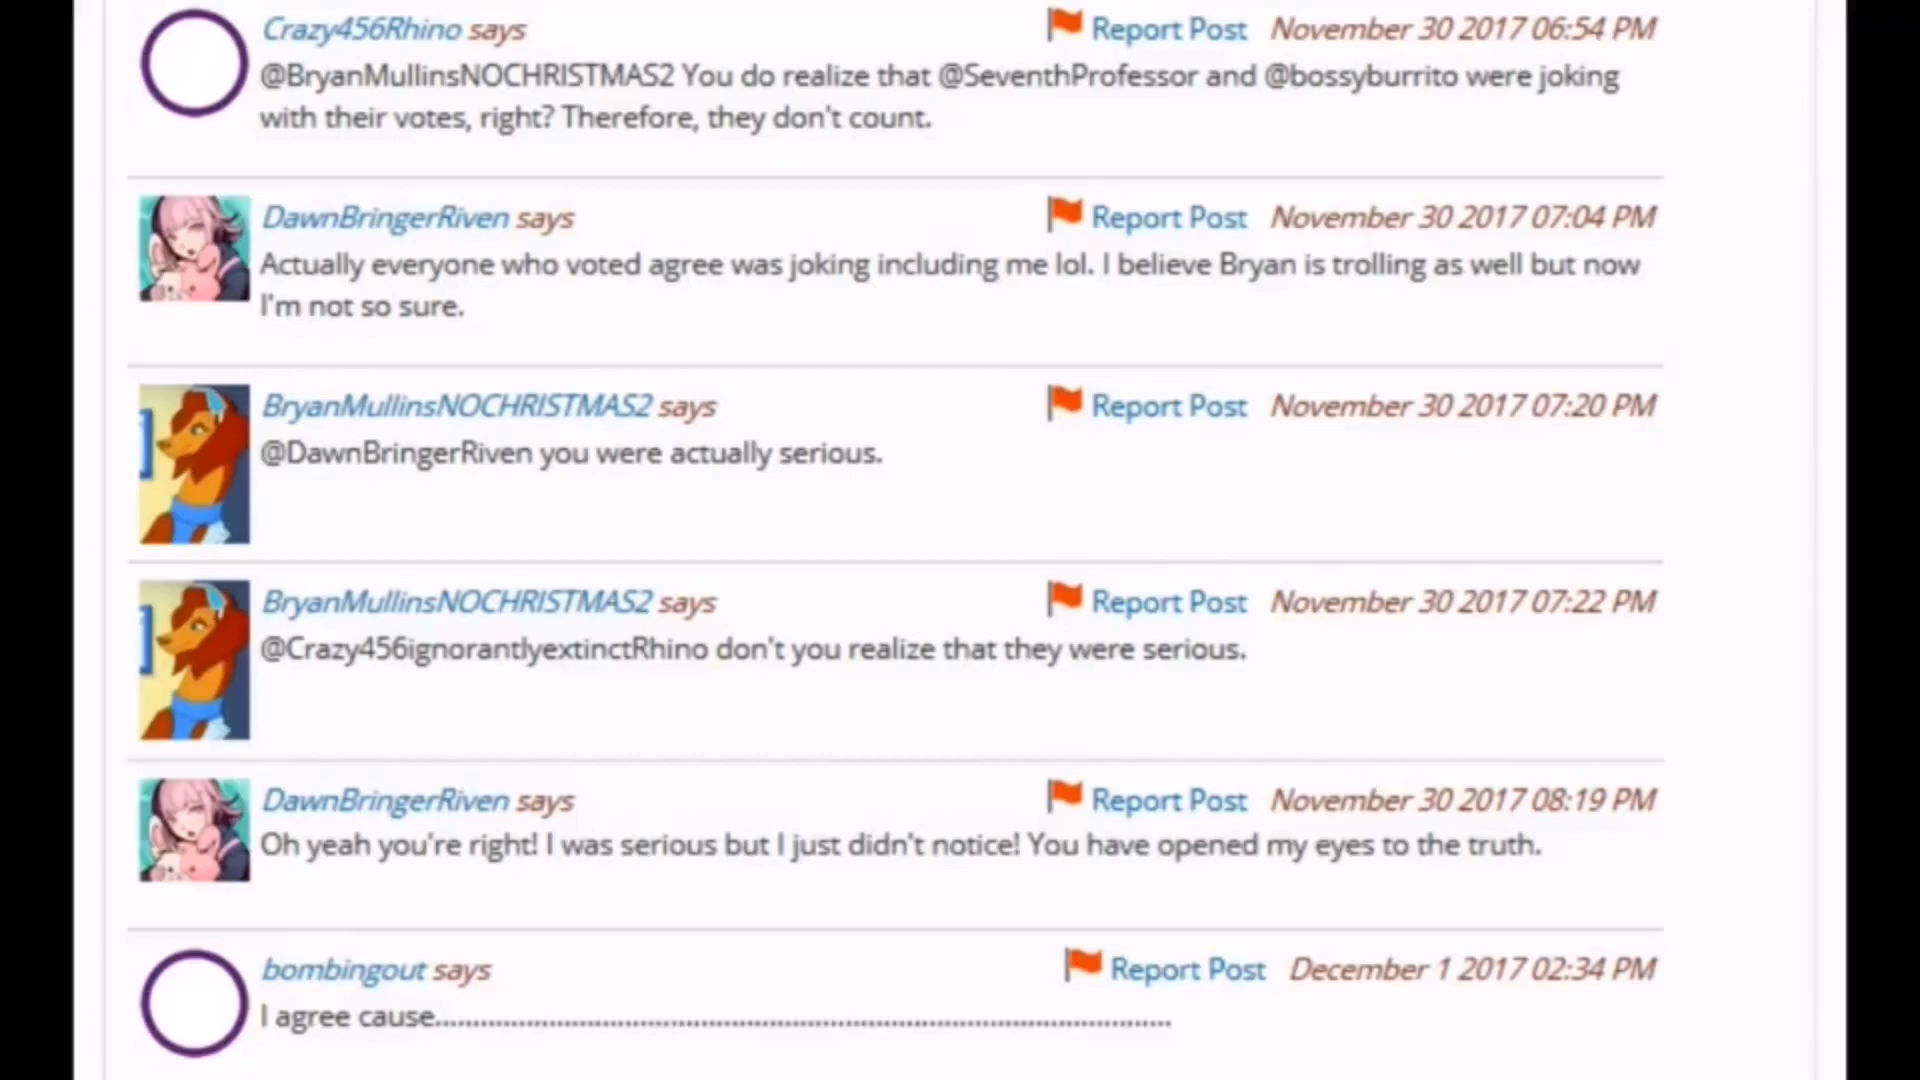 Crazy456Rhino says Report Post November 30 2017 06:54 PM
@BryanMullinsNOCHRISTMAS2 You do realize that @SeventhProfessor and @bossyburrito were joking
with their votes, right? Therefore, they don't count.
DawnBringerRiven says Report Post November 30 2017 07:04 PM
Actually everyone who voted agree was joking including me lol. I believe Bryan is trolling as well but now
I'm not so sure.
BryanMullinsNOCHRISTMAS2 says Report Post November 30 2017 07:20 PM
@DawnBringerRiven you were actually serious.
BryanMullinsNOCHRISTMAS2 says Report Post November 30 2017 07:22 PM
@Crazy456ignorantlyextinctRhino don't you realize that they were serious.
DawnBringerRiven says Report Post November 30 2017 08:19 PM
Oh yeah you're right! I was serious but I just didn't notice! You have opened my eyes to the truth.
bombingout says Report Post December 1 2017 02:34 PM
I agree cause................................................................................................